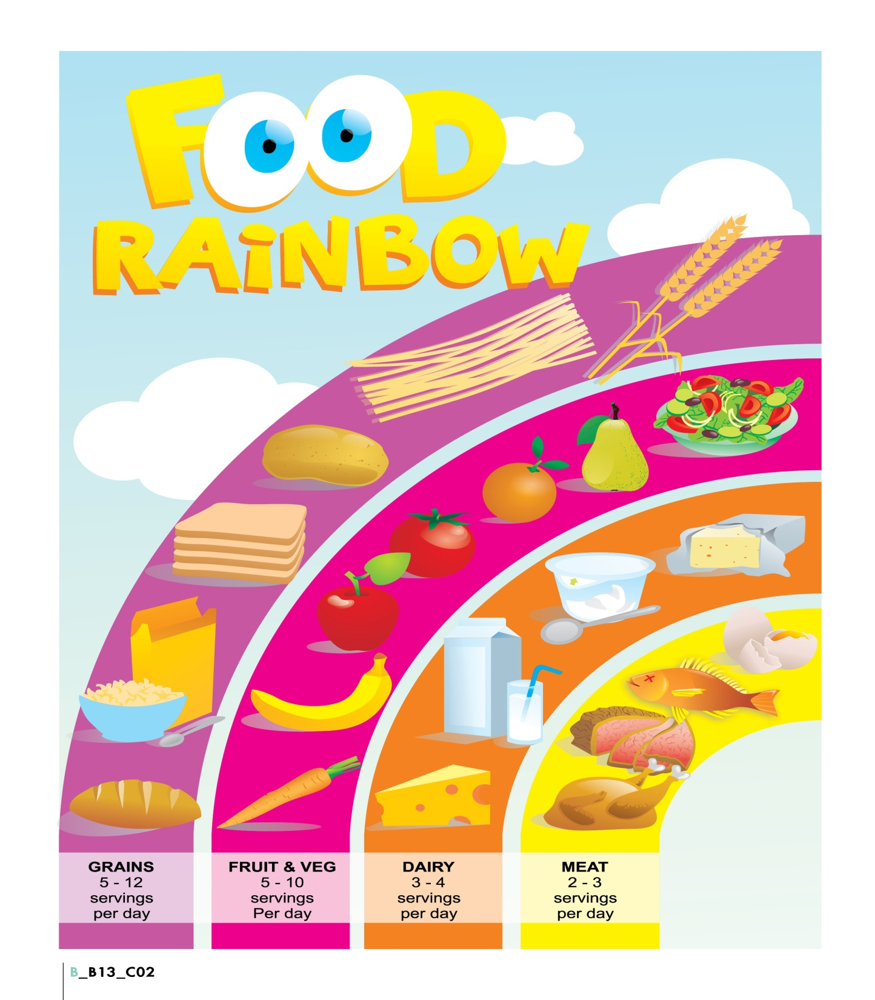 FOOD
RAiNBOW
GRAINS
5 - 12
servings
per day
FRUIT & VEG
5 - 10
servings
Per day
DAIRY
3 - 4
servings
per day
MEAT
2 - 3
servings
per day
B_B13_C02